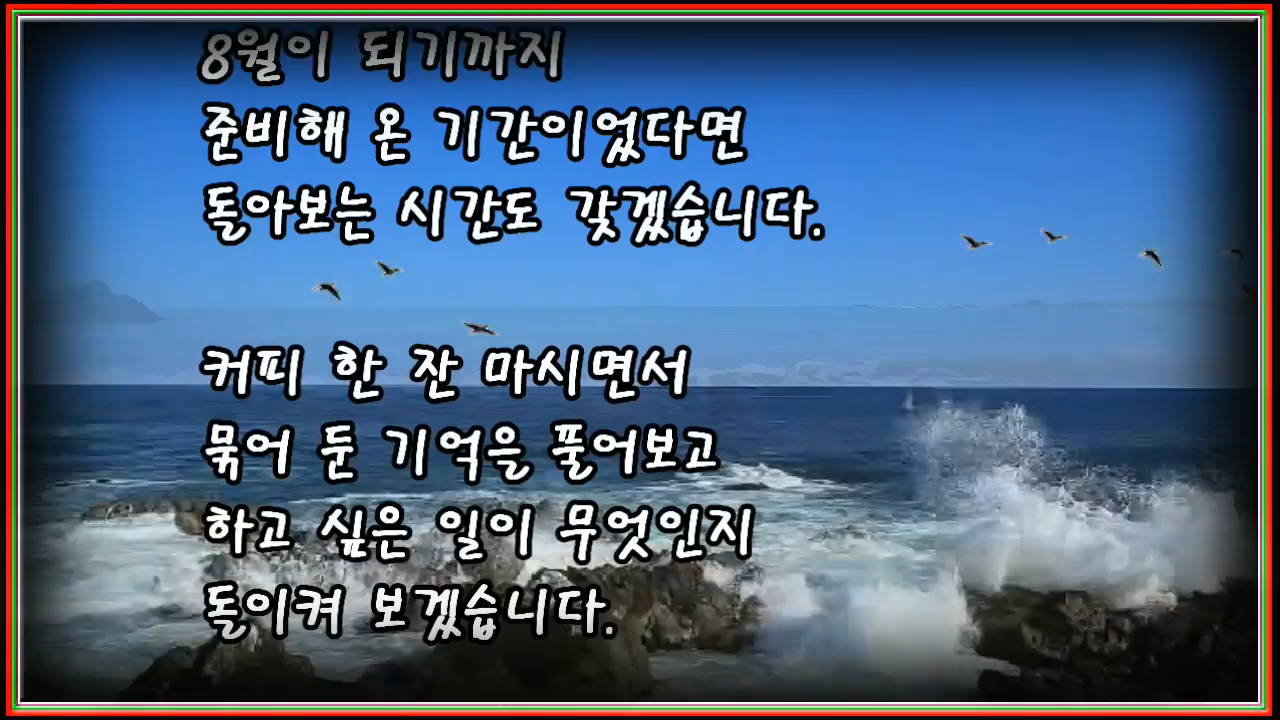 8월이 되기까지
준비해 온 기간이었다면
돌아보는 시간도 갖겠습니다.
커피 한 잔 마시면서
묶어 둔 기억을 풀어보고
하고 싶은 일이 무엇인지
돌이켜 보겠습니다.